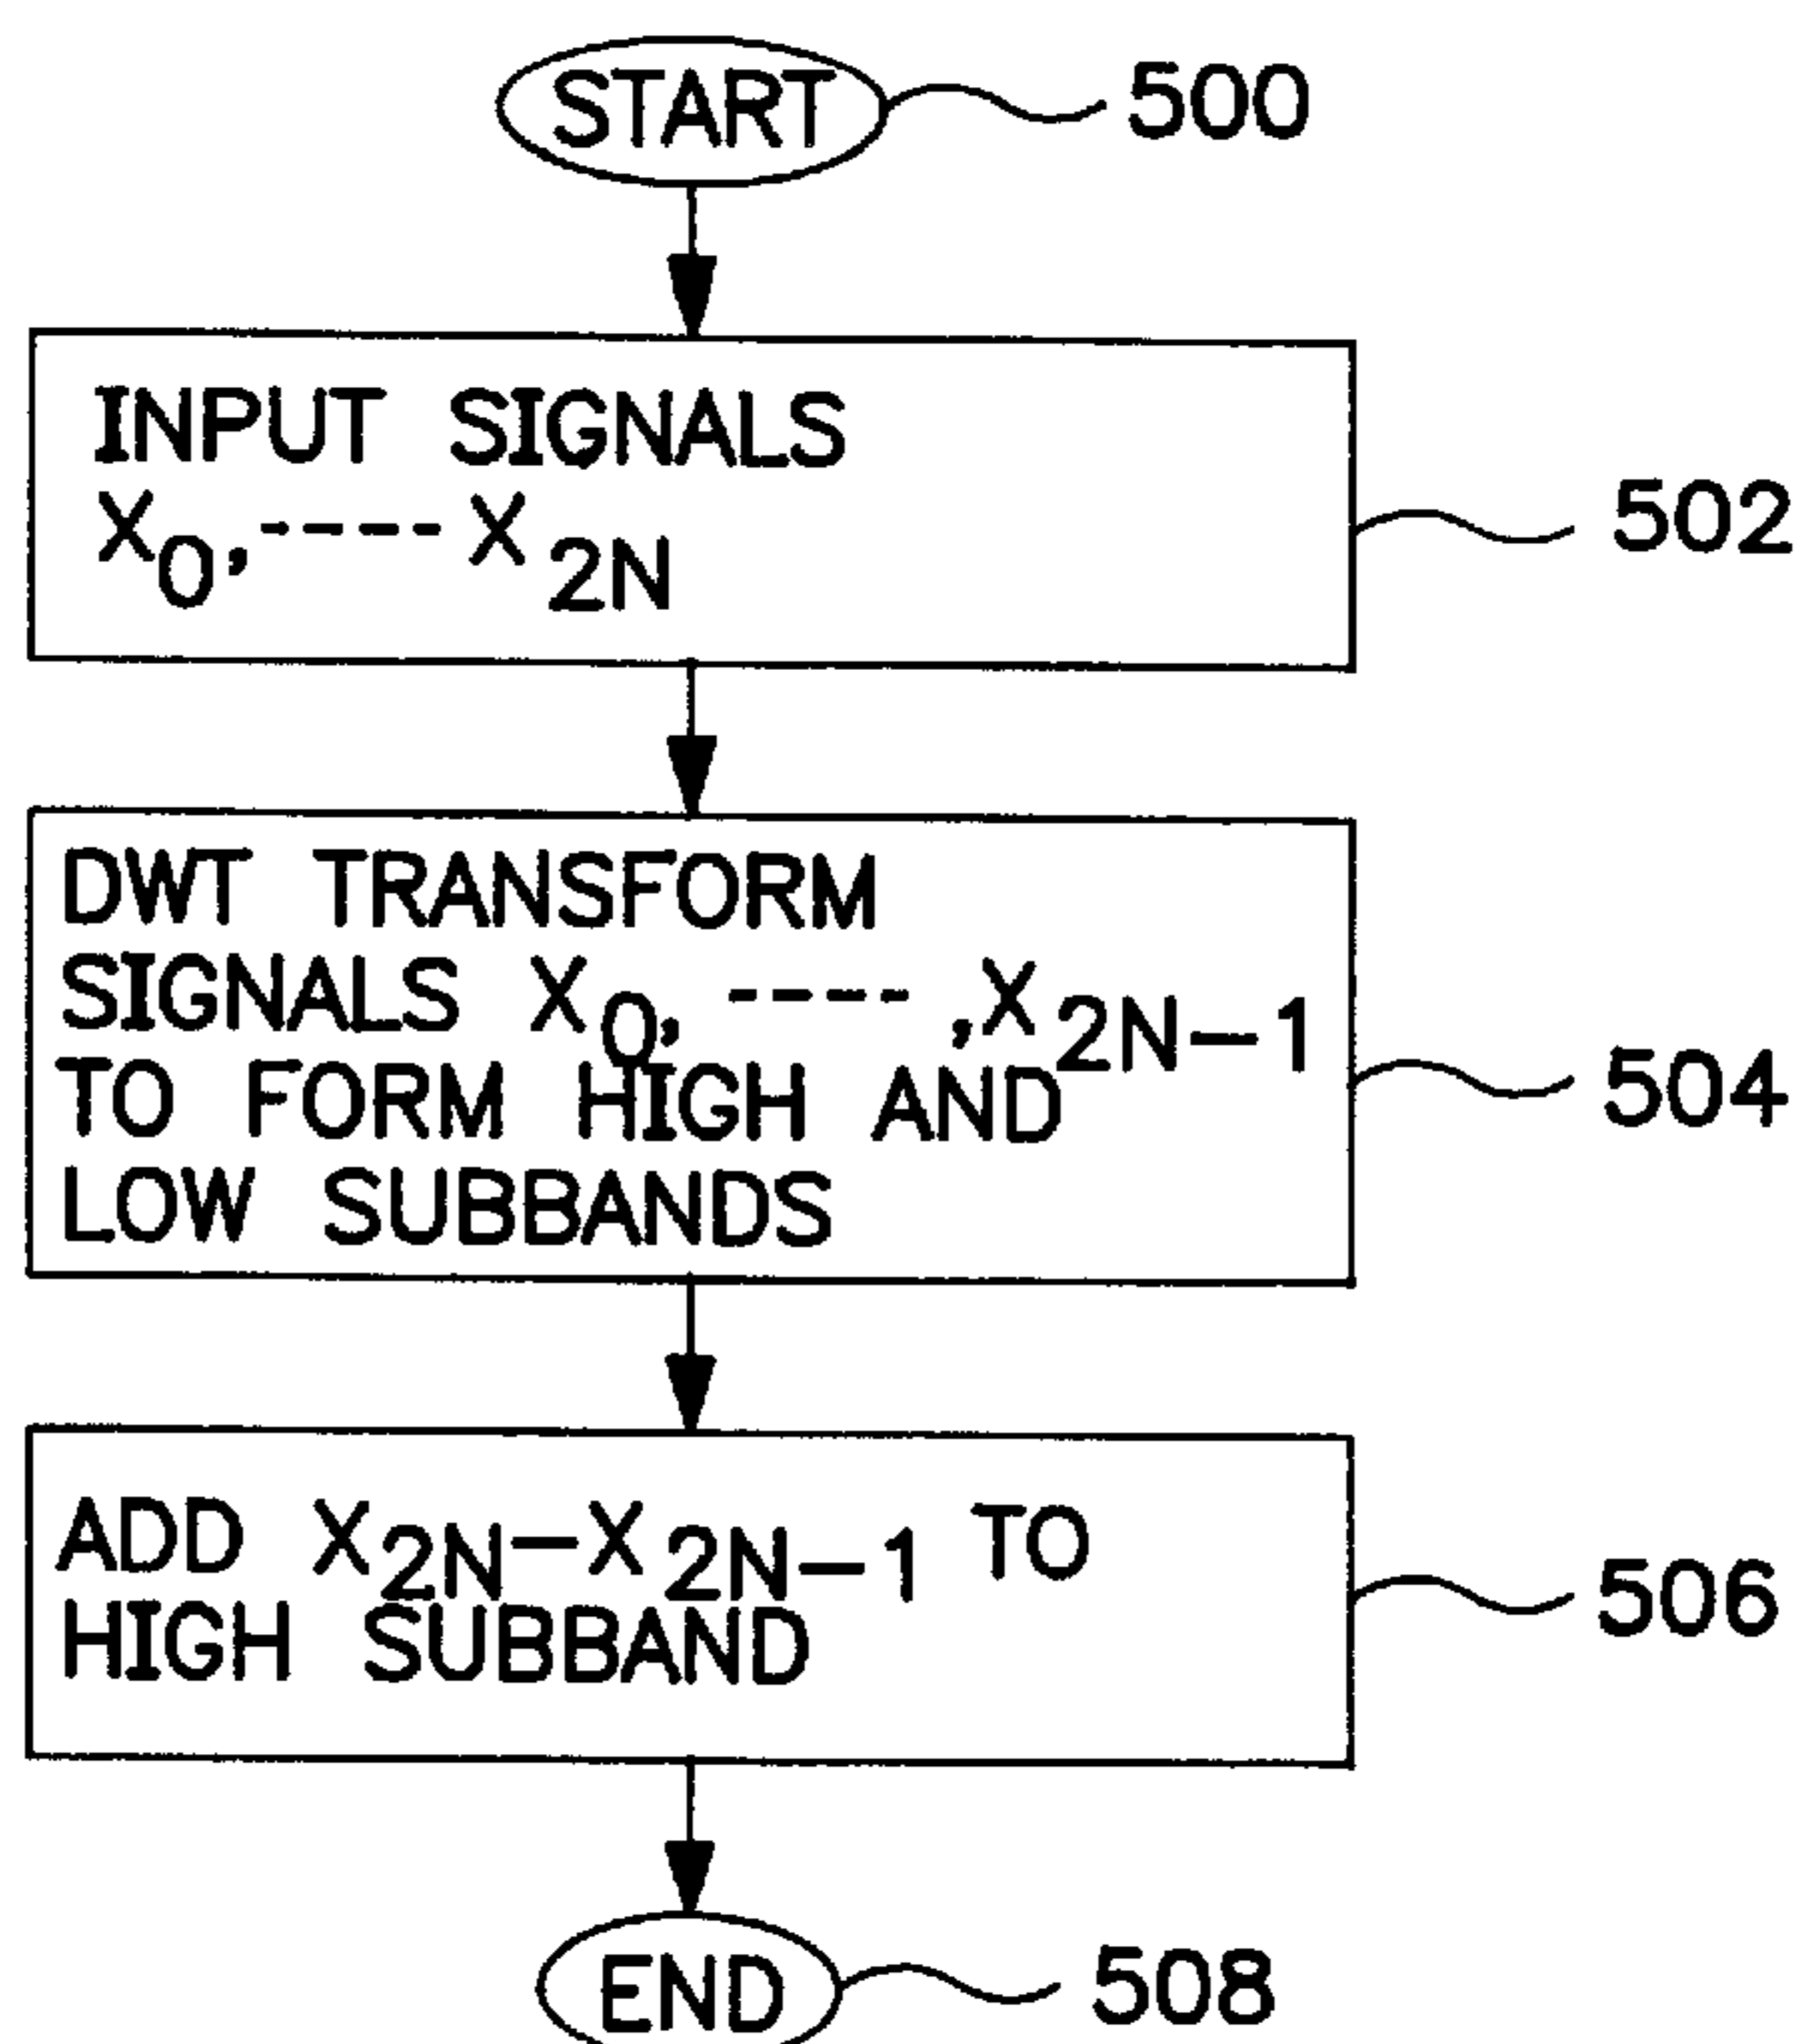 START 500
INPUT SIGNALS
X₀,----X₂N 502
DWT TRANSFORM
SIGNALS X₀, ---- ,X₂N₋₁
TO FORM HIGH AND 504
LOW SUBBANDS
ADD X₂N-X₂N₋₁ TO
HIGH SUBBAND 506
END 508